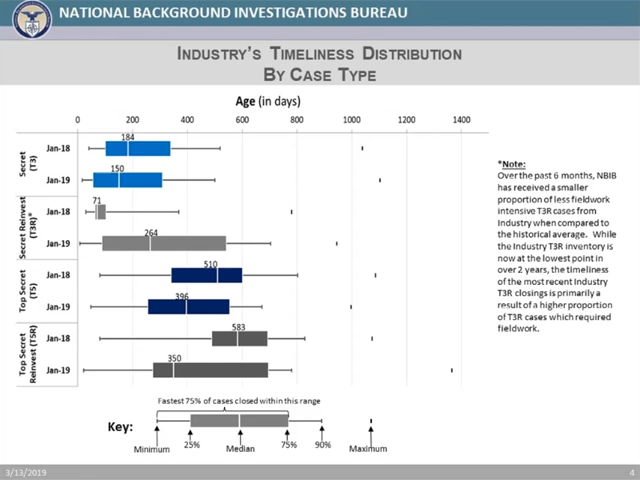 NATIONAL BACKGROUND INVESTIGATIONS BUREAU
INDUSTRY'S TIMELINESS DISTRIBUTION
BY CASE TYPE
Age (in days)
0 200 400 600 800 1000 1200 1400
Secret
(T3)
Jan-18
184
Jan-19
150
Secret Reinvest
(T3R)*
Jan-18
71
Jan-19
264
Top Secret
(T5)
Jan-18
510
Jan-19
396
Top Secret
Reinvest (T5R)
Jan-18
583
Jan-19
350
*Note:
Over the past 6 months, NBIB
has received a smaller
proportion of less fieldwork
intensive T3R cases from
Industry when compared to
the historical average. While
the Industry T3R inventory is
now at the lowest point in
over 2 years, the timeliness
of the most recent Industry
T3R closings is primarily a
result of a higher proportion
of T3R cases which required
fieldwork.
Fastest 75% of cases closed within this range
Key:
Minimum 25% Median 75% 90% Maximum
3/13/2019
4